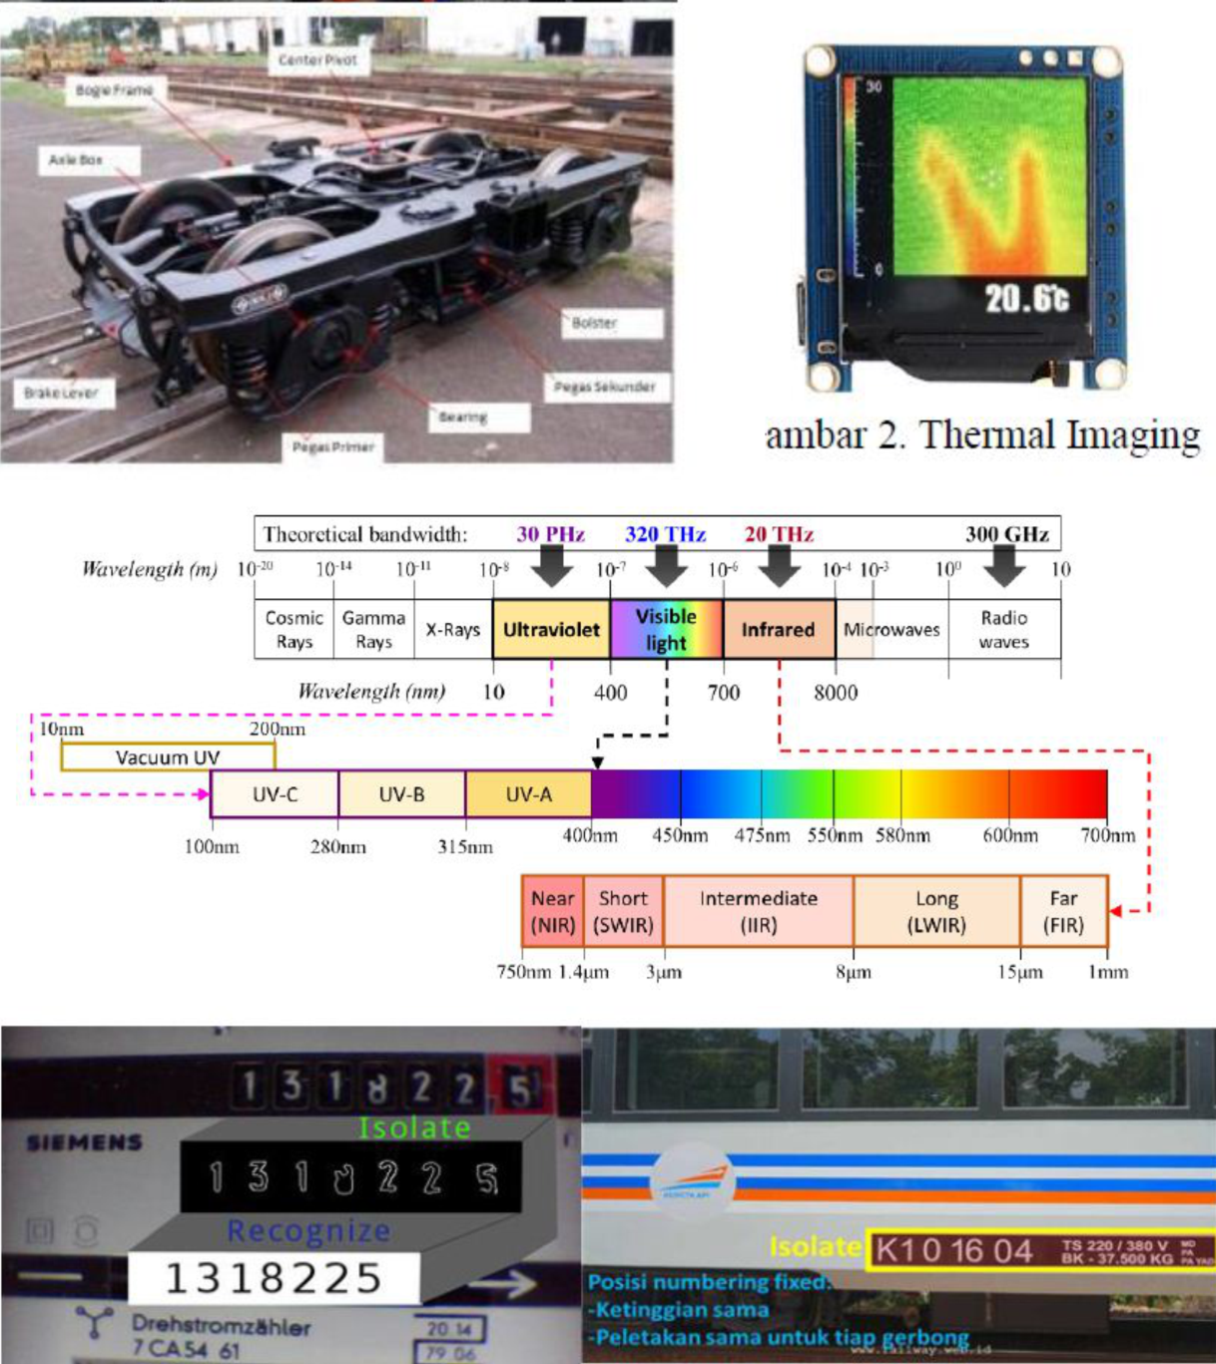 Center Pivot
Bogie Frame
Axle Box
Bolster
Pegas Sekunder
Brake Lever
Bearing
Pegas Primer
30
0
20.6°c
ambar 2. Thermal Imaging
Theoretical bandwidth: 30 PHz 320 THz 20 THz 300 GHz
Wavelength (m) 10-20 10-14 10-11 10-8 10-7 10-6 10-4 10-3 100 10
Cosmic Rays Gamma Rays X-Rays Ultraviolet Visible light Infrared Microwaves Radio waves
Wavelength (nm) 10 400 700 8000
10nm 200nm
Vacuum UV
UV-C UV-B UV-A
100nm 280nm 315nm 400nm 450nm 475nm 550nm 580nm 600nm 700nm
Near (NIR) Short (SWIR) Intermediate (IIR) Long (LWIR) Far (FIR)
750nm 1.4µm 3µm 8µm 15µm 1mm
1 3 1 8 2 2 5
Isolate
SIEMENS
1 3 1 8 2 2 5
Recognize
1318225
Drehstromzähler
7 CA54 61
20 14
79 06
Isolate
K1 0 16 04
TS 220 / 380 V
BK - 37.500 KG
MD
PA
PA YAD
Posisi numbering fixed.
-Ketinggian sama
-Peletakan sama untuk tiap gerbong